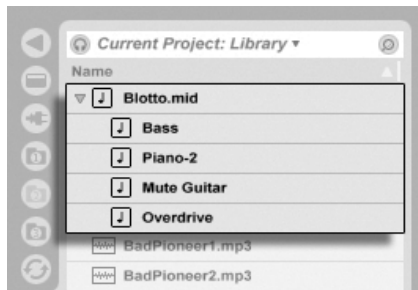 Current Project: Library
Name
Blotto.mid
Bass
Piano-2
Mute Guitar
Overdrive
BadPioneer1.mp3
BadPioneer2.mp3